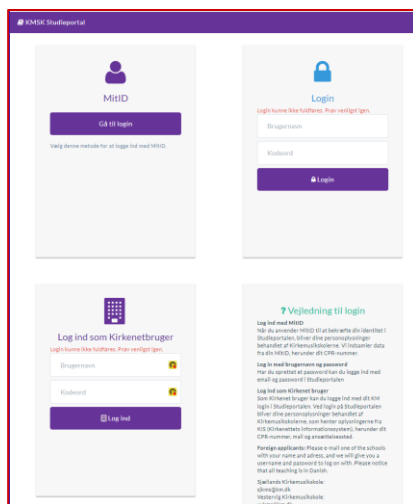 KMSK Studieportal
MitID
Gå til login
Vælg denne metode for at logge ind med MitID.
Login
Login kunne ikke fuldføres. Prøv venligst igen.
Brugernavn
Kodeord
Login
Log ind som Kirkenetbruger
Login kunne ikke fuldføres. Prøv venligst igen.
Brugernavn
Kodeord
Log ind
? Vejledning til login
Log ind med MitID
Når du anvender MitID til at bekræfte din identitet i
Studieportalen, bliver dine personoplysninger
behandlet af Kirkemusikskolerne. Vi indsamler data
fra din MitID, herunder dit CPR-nummer.
Log in med brugernavn og password
Har du oprettet et password kan du logge ind med
email og password i Studieportalen
Log ind som Kirkenet bruger
Som Kirkenet bruger kan du logge ind med dit KM
login i Studieportalen. Ved login på Studieportalen
bliver dine personoplysninger behandlet af
Kirkemusikskolerne, som henter oplysningerne fra
KIS (Kirkenettets informationssystem), herunder dit
CPR-nummer, mail og ansættelsessted.
Foreign applicants: Please e-mail one of the schools
with your name and adress, and we will give you a
username and password to log on with. Please notice
that all teaching is in Danish.
Sjællands Kirkemusikskole:
sjkms@km.dk
Vestervig Kirkemusikskole: